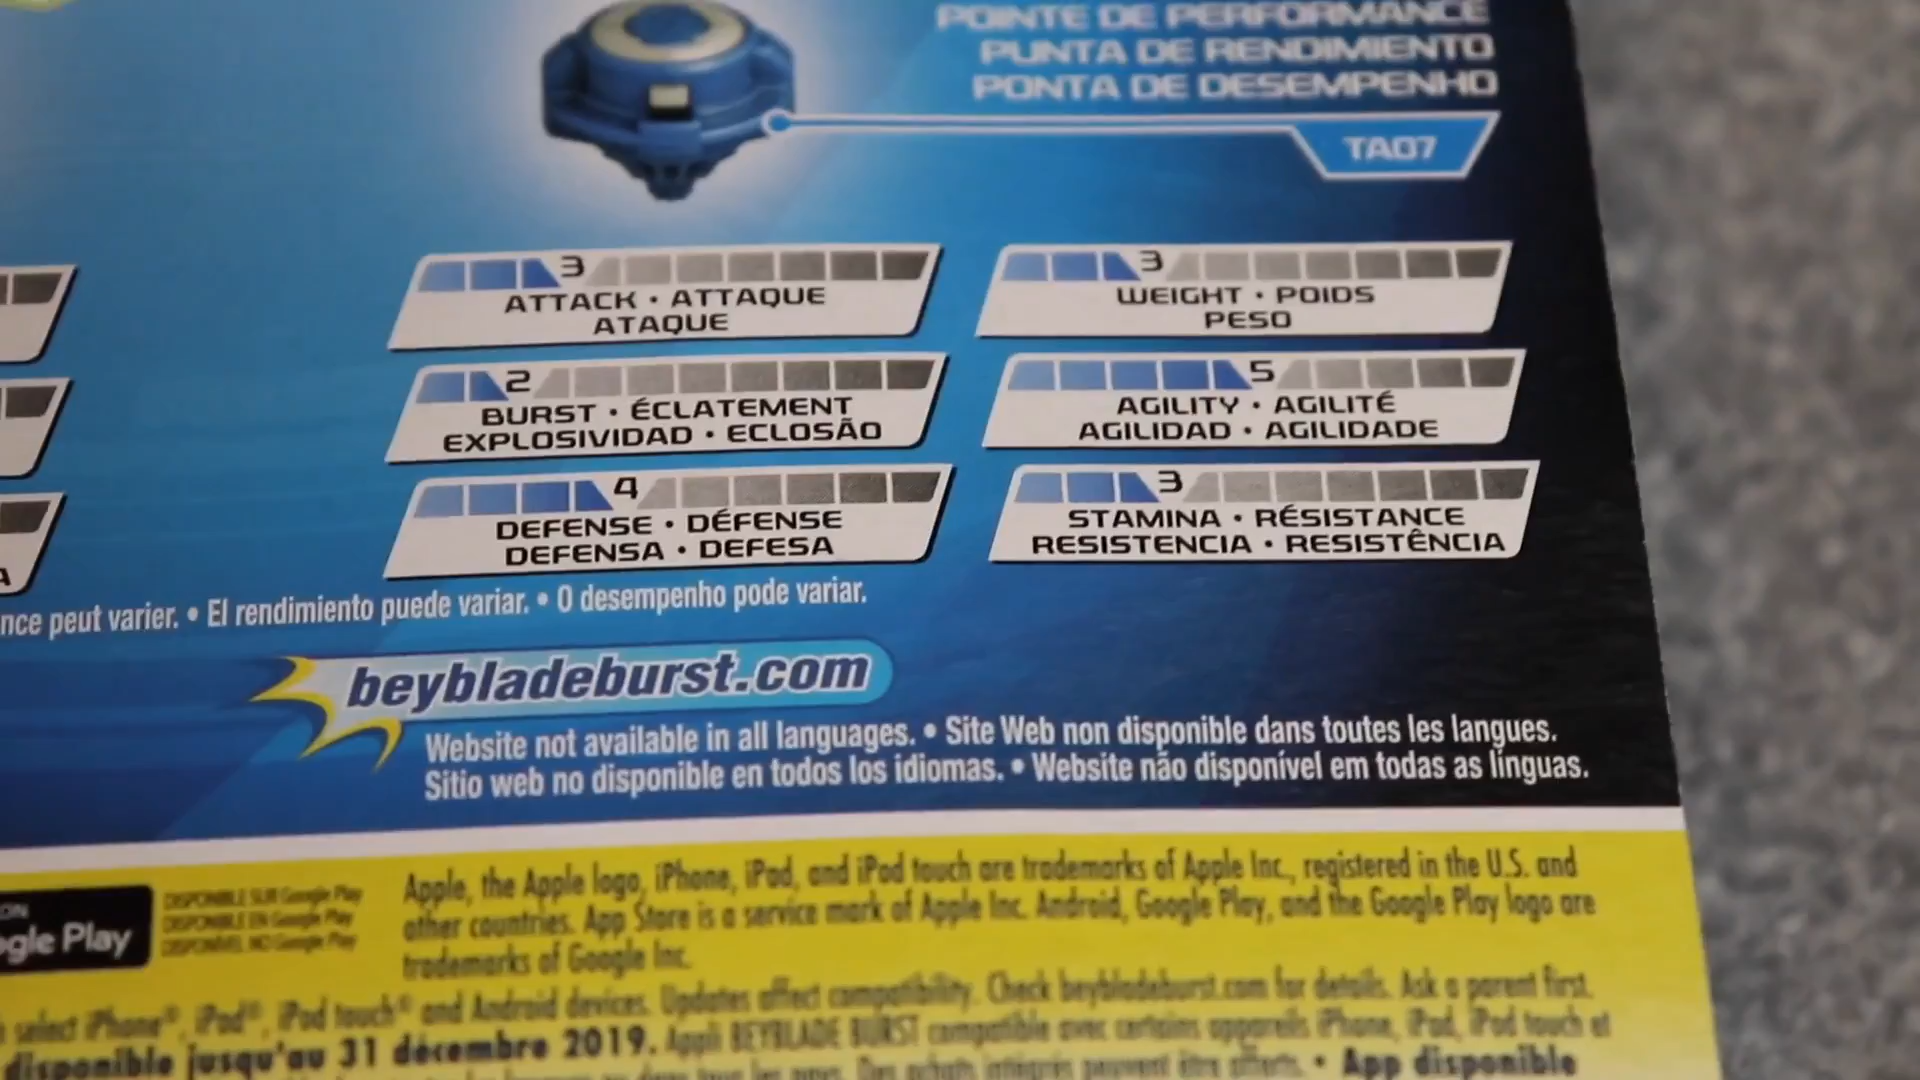 POINTE DE PERFORMANCE
PUNTA DE RENDIMIENTO
PONTA DE DESEMPENHO
TA07
3
ATTACK • ATTAQUE
ATAQUE
3
WEIGHT • POIDS
PESO
2
BURST • ÉCLATEMENT
EXPLOSIVIDAD • ECLOSÃO
5
AGILITY • AGILITÉ
AGILIDAD • AGILIDADE
4
DEFENSE • DÉFENSE
DEFENSA • DEFESA
3
STAMINA • RÉSISTANCE
RESISTENCIA • RESISTÊNCIA
A
nce peut varier. • El rendimiento puede variar. • O desempenho pode variar.
beybladeburst.com
Website not available in all languages. • Site Web non disponible dans toutes les langues.
Sitio web no disponible en todos los idiomas. • Website não disponível em todas as línguas.
ON
gle Play
DISPONIBLE SUR Google Play
DISPONIBLE EN Google Play
DISPONÍVEL NO Google Play
Apple, the Apple logo, iPhone, iPad, and iPod touch are trademarks of Apple Inc., registered in the U.S. and
other countries. App Store is a service mark of Apple Inc. Android, Google Play, and the Google Play logo are
trademarks of Google Inc.
select iPhone®, iPad®, iPod touch® and Android devices. Updates affect compatibility. Check beybladeburst.com for details. Ask a parent first.
disponible jusqu'au 31 décembre 2019. Appli BEYBLADE BURST compatible avec certains appareils iPhone, iPad, iPod touch et
Des achats intégrés peuvent être offerts. • App disponible